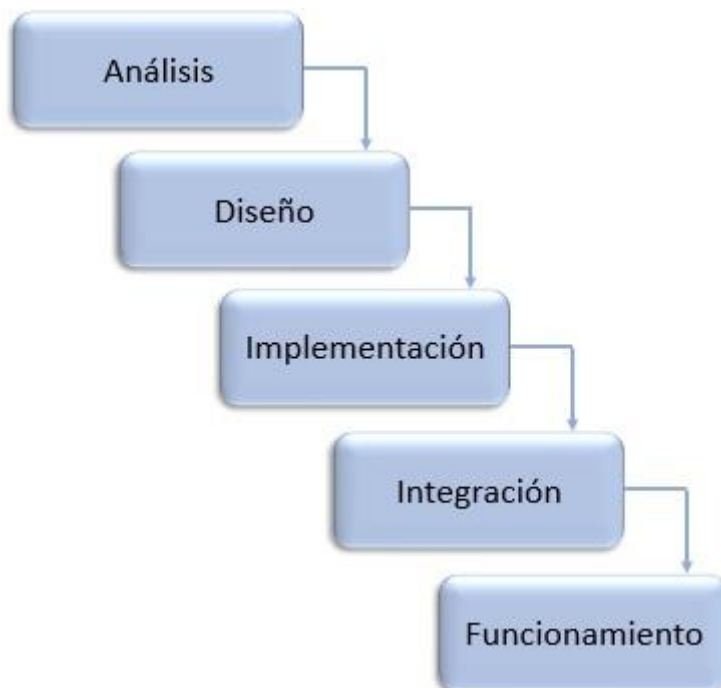 Análisis
Diseño
Implementación
Integración
Funcionamiento